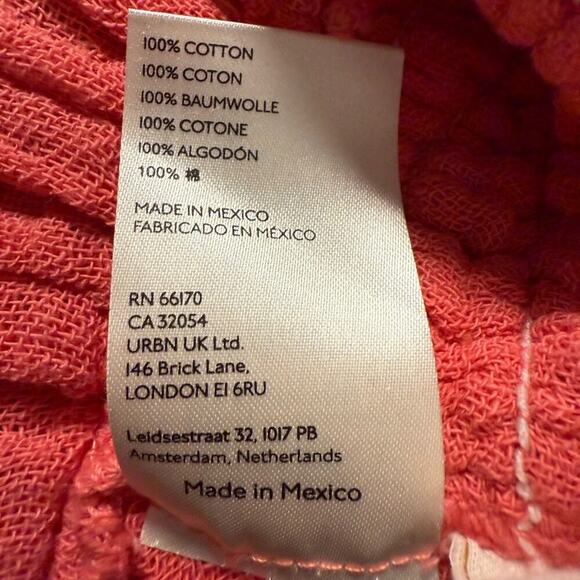 100% COTTON
100% COTON
100% BAUMWOLLE
100% COTONE
100% ALGODÓN
100% 棉
MADE IN MEXICO
FABRICADO EN MÉXICO
RN 66170
CA 32054
URBN UK Ltd.
146 Brick Lane,
LONDON E1 6RU
Leidsestraat 32, 1017 PB
Amsterdam, Netherlands
Made in Mexico